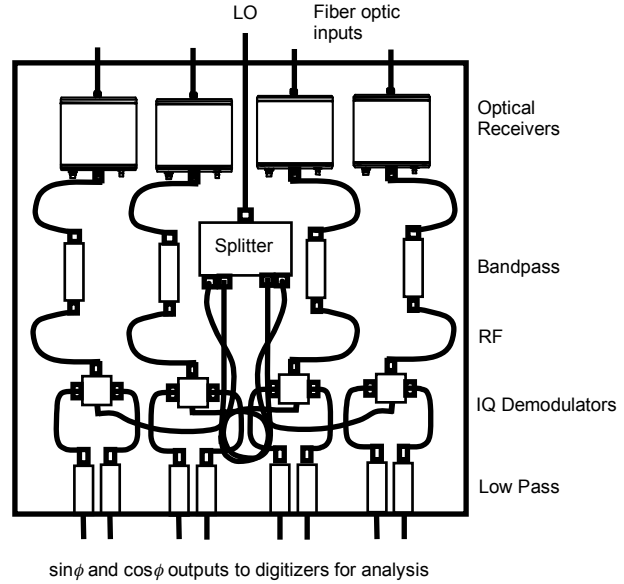 LO
Fiber optic
inputs
Optical
Receivers
Splitter
Bandpass
RF
IQ Demodulators
Low Pass
sinϕ and cosϕ outputs to digitizers for analysis